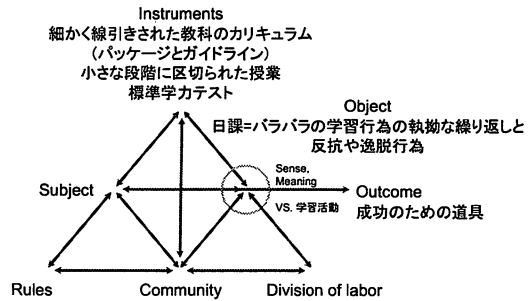 Instruments
細かく線引きされた教科のカリキュラム
(パッケージとガイドライン)
小さな段階に区切られた授業
標準学力テスト
Object
日課=バラバラの学習行為の執拗な繰り返しと
反抗や逸脱行為
Sense,
Meaning
Subject
Outcome
VS. 学習活動
成功のための道具
Rules
Community
Division of labor